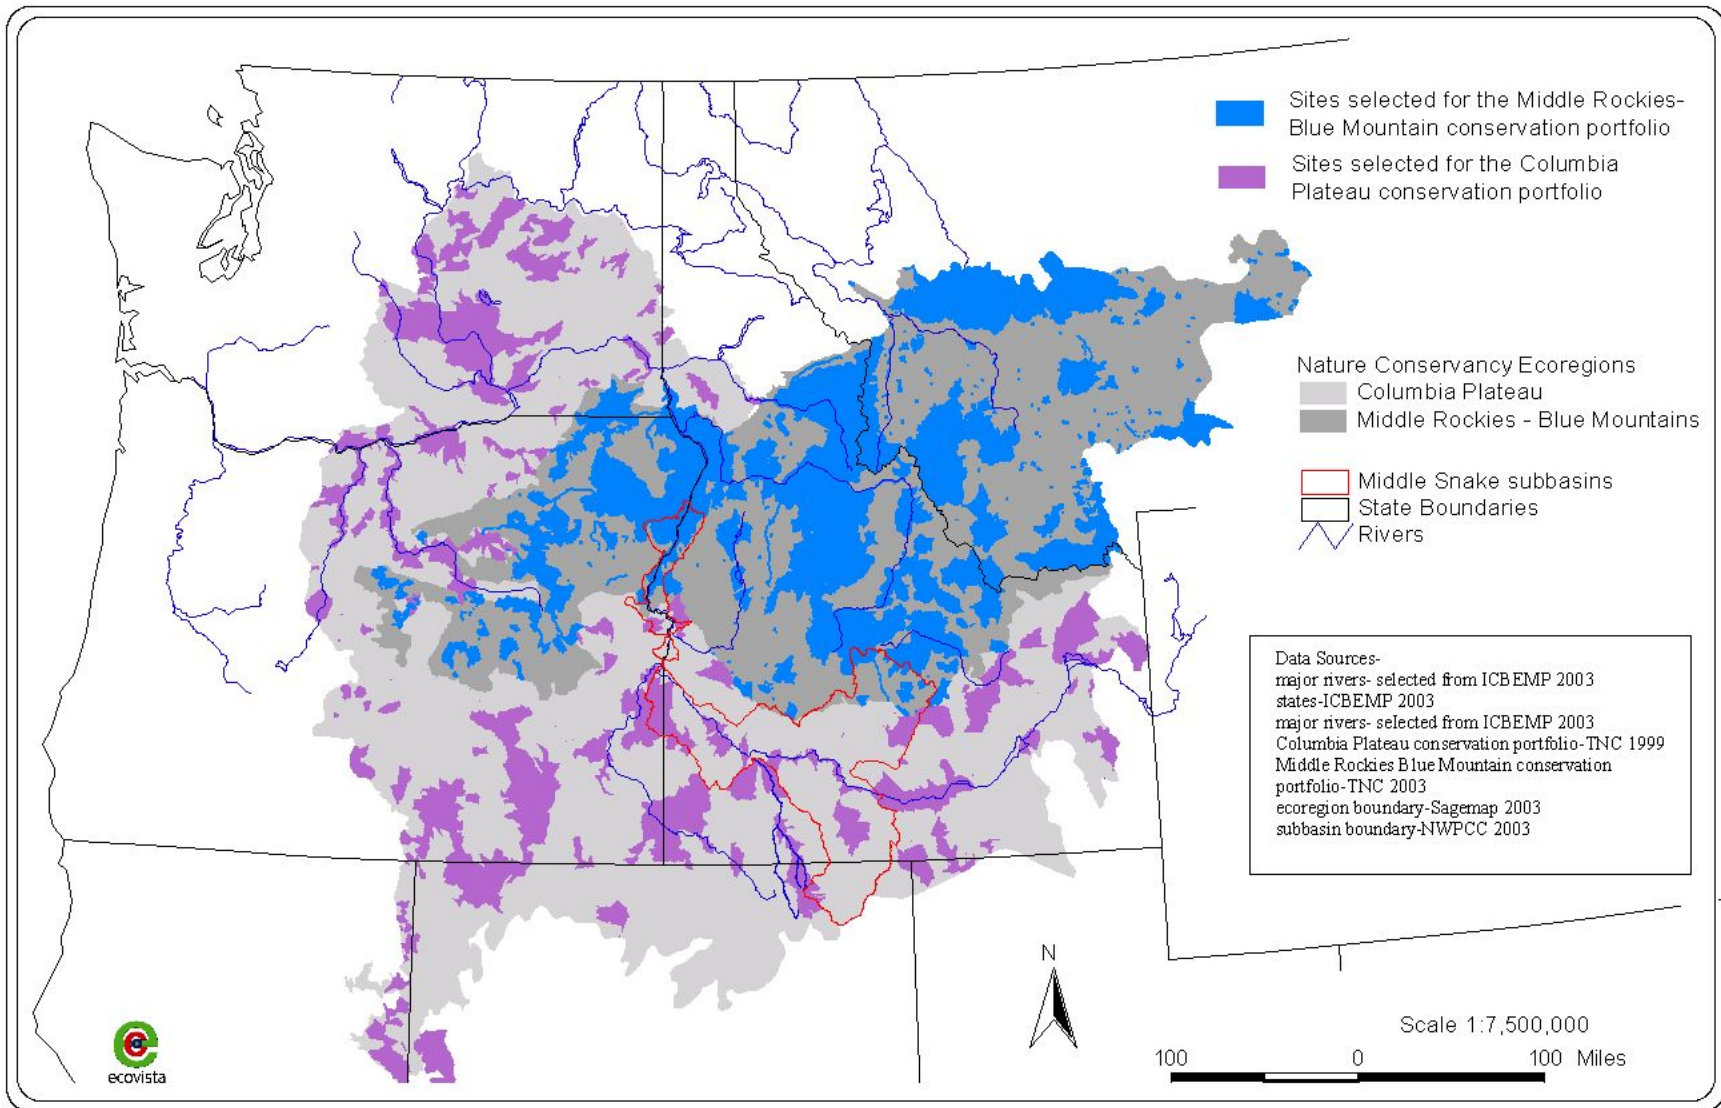 Sites selected for the Middle Rockies-
Blue Mountain conservation portfolio
Sites selected for the Columbia
Plateau conservation portfolio
Nature Conservancy Ecoregions
Columbia Plateau
Middle Rockies - Blue Mountains
Middle Snake subbasins
State Boundaries
Rivers
Data Sources-
major rivers- selected from ICBEMP 2003
states-ICBEMP 2003
major rivers- selected from ICBEMP 2003
Columbia Plateau conservation portfolio-TNC 1999
Middle Rockies Blue Mountain conservation
portfolio-TNC 2003
ecoregion boundary-Sagemap 2003
subbasin boundary-NWPCC 2003
N
Scale 1:7,500,000
100 0 100 Miles
ecovista